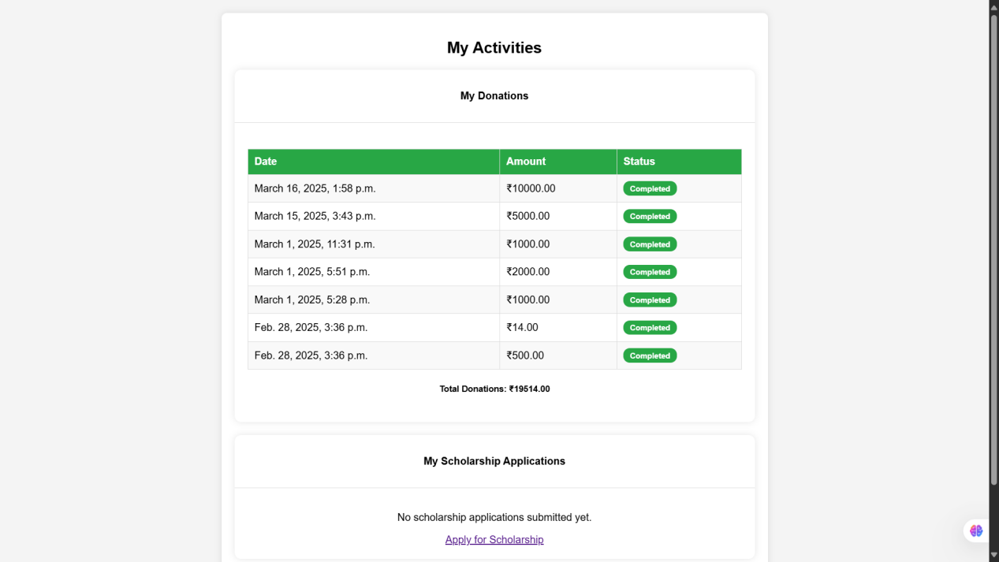 My Activities
My Donations
Date Amount Status
March 16, 2025, 1:58 p.m. ₹10000.00 Completed
March 15, 2025, 3:43 p.m. ₹5000.00 Completed
March 1, 2025, 11:31 p.m. ₹1000.00 Completed
March 1, 2025, 5:51 p.m. ₹2000.00 Completed
March 1, 2025, 5:28 p.m. ₹1000.00 Completed
Feb. 28, 2025, 3:36 p.m. ₹14.00 Completed
Feb. 28, 2025, 3:36 p.m. ₹500.00 Completed
Total Donations: ₹19514.00
My Scholarship Applications
No scholarship applications submitted yet.
Apply for Scholarship